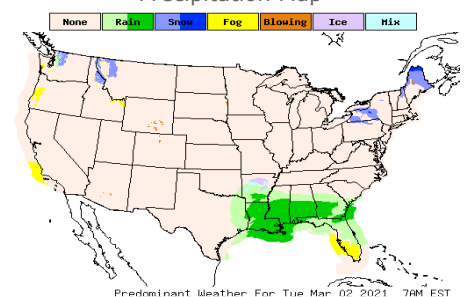 Precipitation Map
None Rain Snow Fog Blowing Ice Mix
Predominant Weather For Tue Mar 02 2021 7AM EST